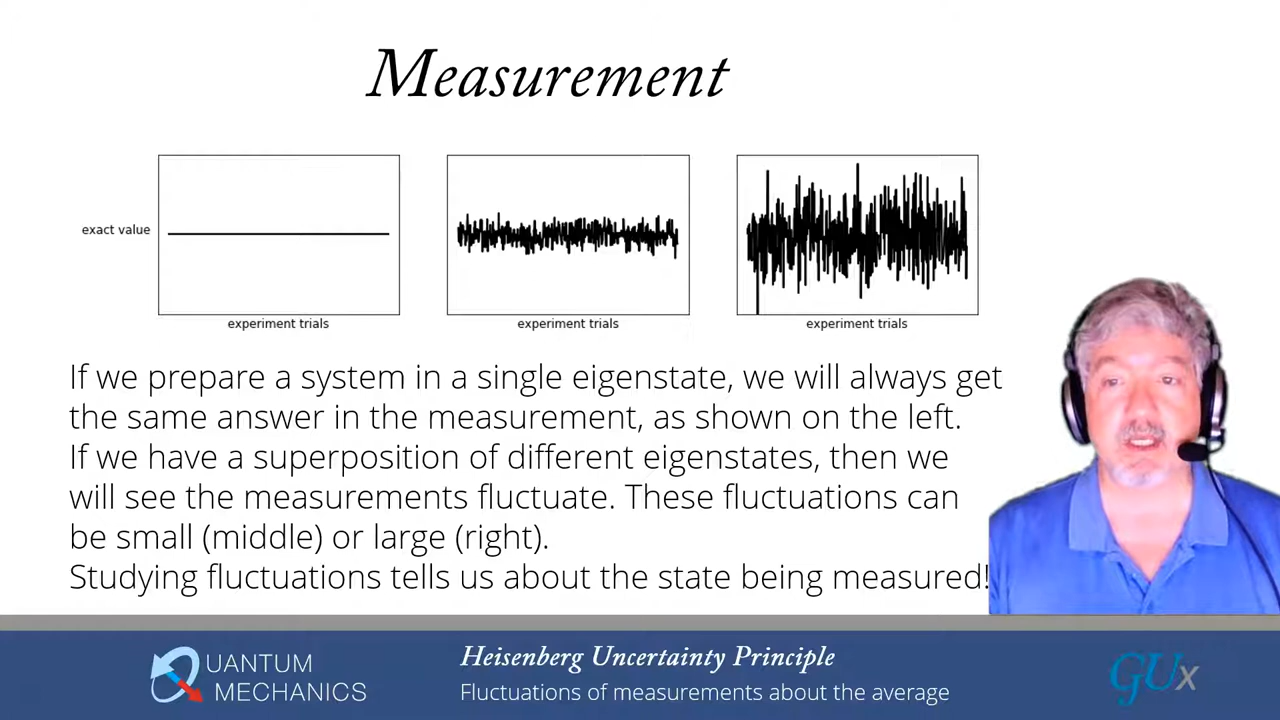 Measurement
exact value
experiment trials
experiment trials
experiment trials
If we prepare a system in a single eigenstate, we will always get
the same answer in the measurement, as shown on the left.
If we have a superposition of different eigenstates, then we
will see the measurements fluctuate. These fluctuations can
be small (middle) or large (right).
Studying fluctuations tells us about the state being measured!
QUANTUM
MECHANICS
Heisenberg Uncertainty Principle
Fluctuations of measurements about the average
GUx